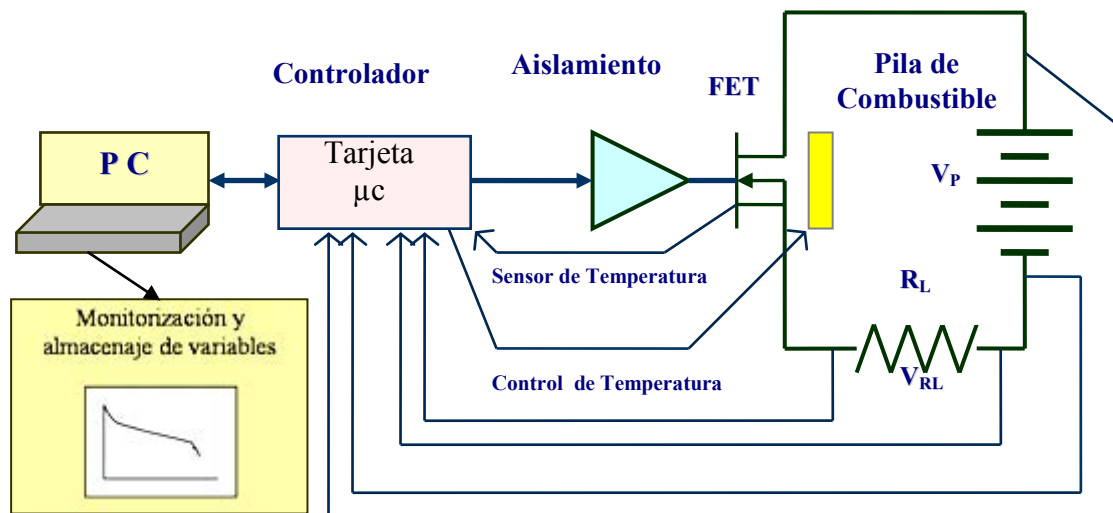 Controlador
Aislamiento
FET
Pila de
Combustible
P C
Tarjeta
µc
V_P
Sensor de Temperatura
R_L
Monitorización y
almacenaje de variables
Control de Temperatura
V_RL